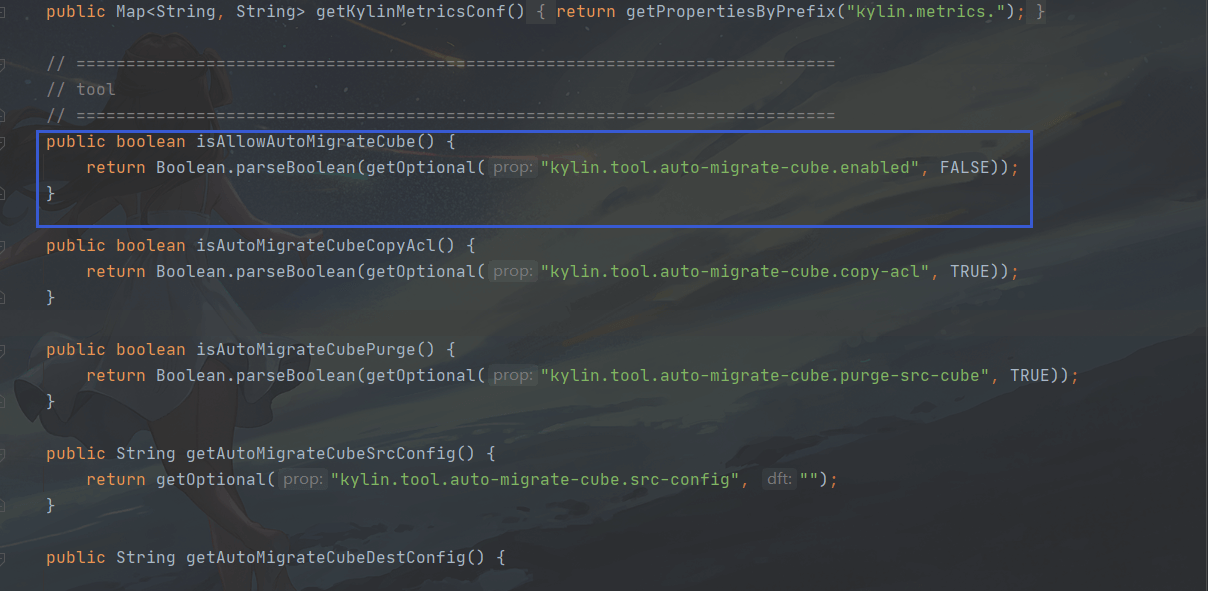 public Map<String, String> getKylinMetricsConf() { return getPropertiesByPrefix("kylin.metrics."); }
// ============================================================================
// tool
// ============================================================================
public boolean isAllowAutoMigrateCube() {
return Boolean.parseBoolean(getOptional( prop: "kylin.tool.auto-migrate-cube.enabled", FALSE));
}
public boolean isAutoMigrateCubeCopyAcl() {
return Boolean.parseBoolean(getOptional( prop: "kylin.tool.auto-migrate-cube.copy-acl", TRUE));
}
public boolean isAutoMigrateCubePurge() {
return Boolean.parseBoolean(getOptional( prop: "kylin.tool.auto-migrate-cube.purge-src-cube", TRUE));
}
public String getAutoMigrateCubeSrcConfig() {
return getOptional( prop: "kylin.tool.auto-migrate-cube.src-config", dft: "");
}
public String getAutoMigrateCubeDestConfig() {